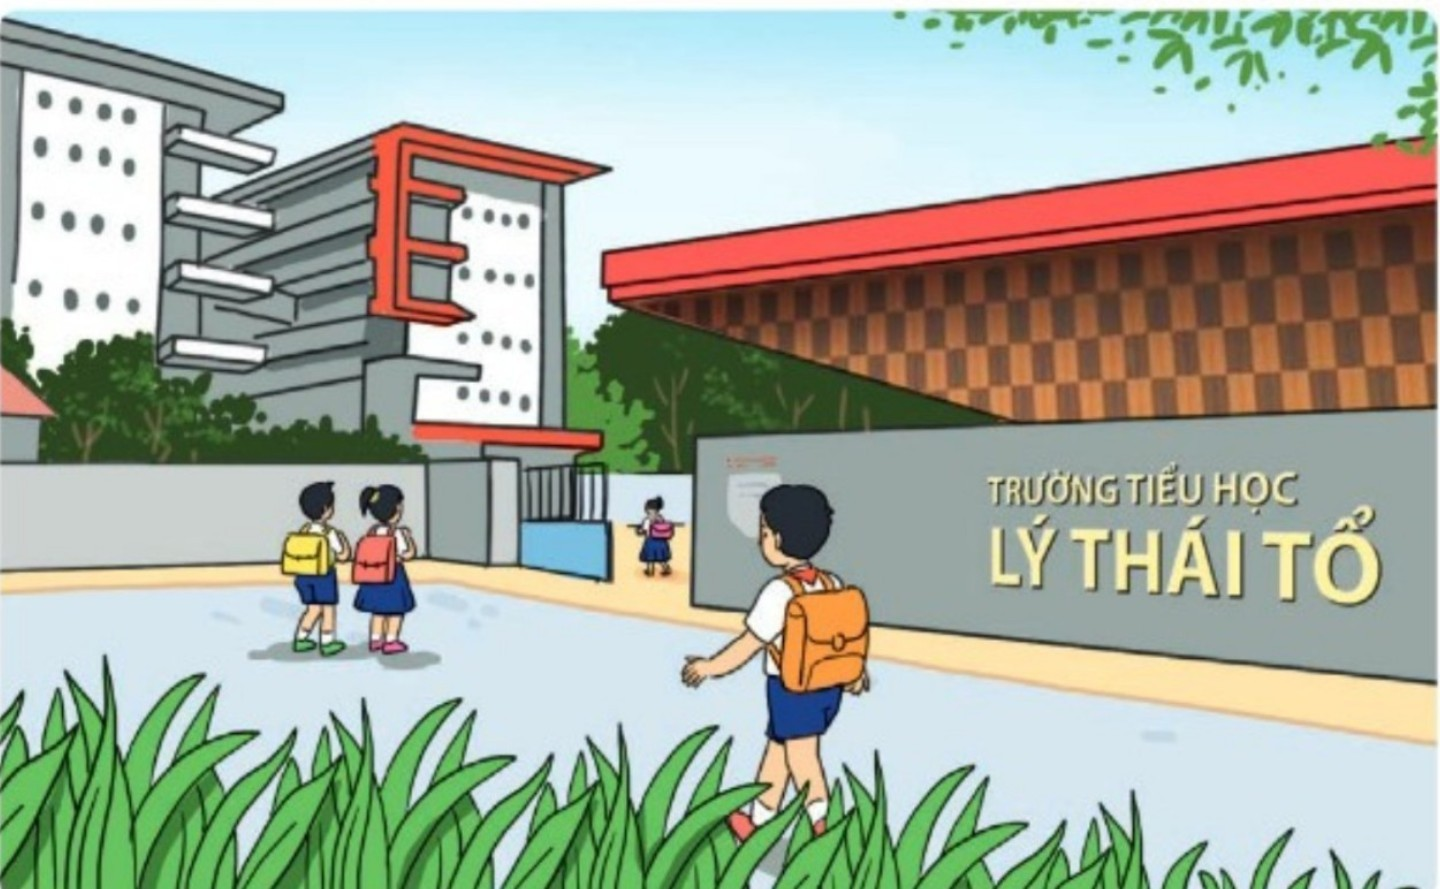 TRƯỜNG TIỂU HỌC
LÝ THÁI TỔ